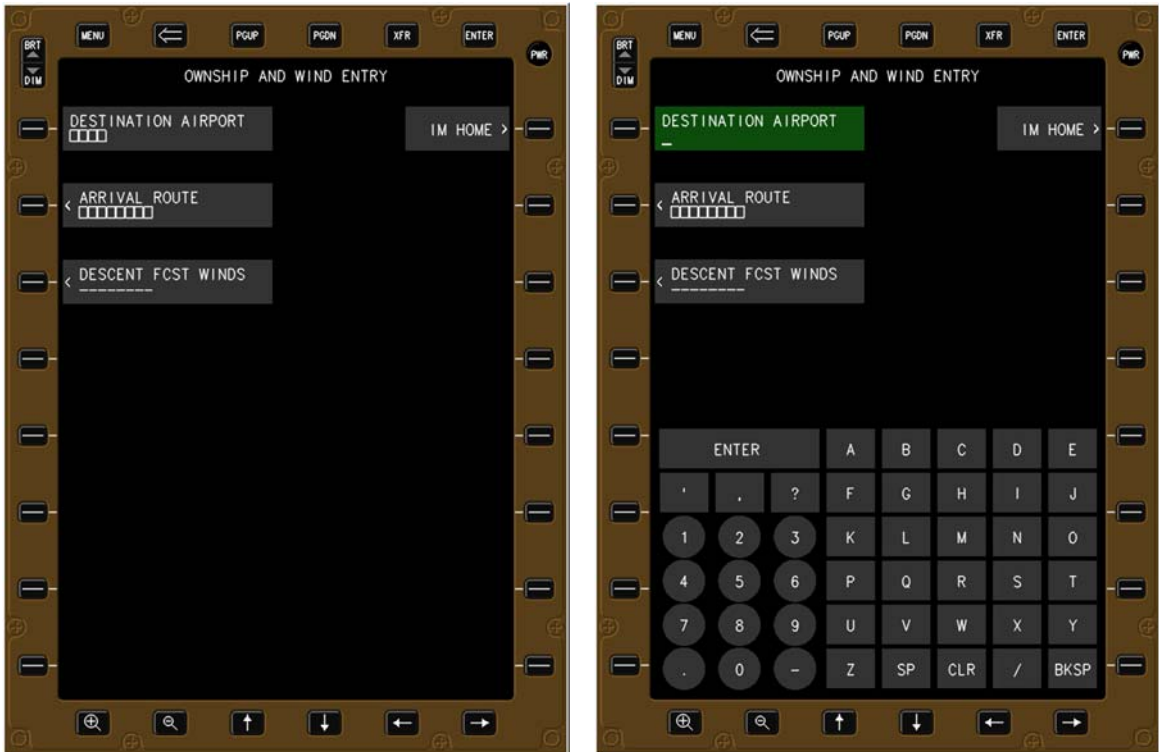 MENU PGUP PGDN XFR ENTER
BRT
DIM
PWR
OWNSHIP AND WIND ENTRY
DESTINATION AIRPORT
IM HOME >
< ARRIVAL ROUTE
< DESCENT FCST WINDS
--------
MENU PGUP PGDN XFR ENTER
BRT
DIM
PWR
OWNSHIP AND WIND ENTRY
DESTINATION AIRPORT
_
IM HOME >
< ARRIVAL ROUTE
< DESCENT FCST WINDS
--------
ENTER A B C D E
' , ? F G H I J
1 2 3 K L M N O
4 5 6 P Q R S T
7 8 9 U V W X Y
. 0 - Z SP CLR / BKSP